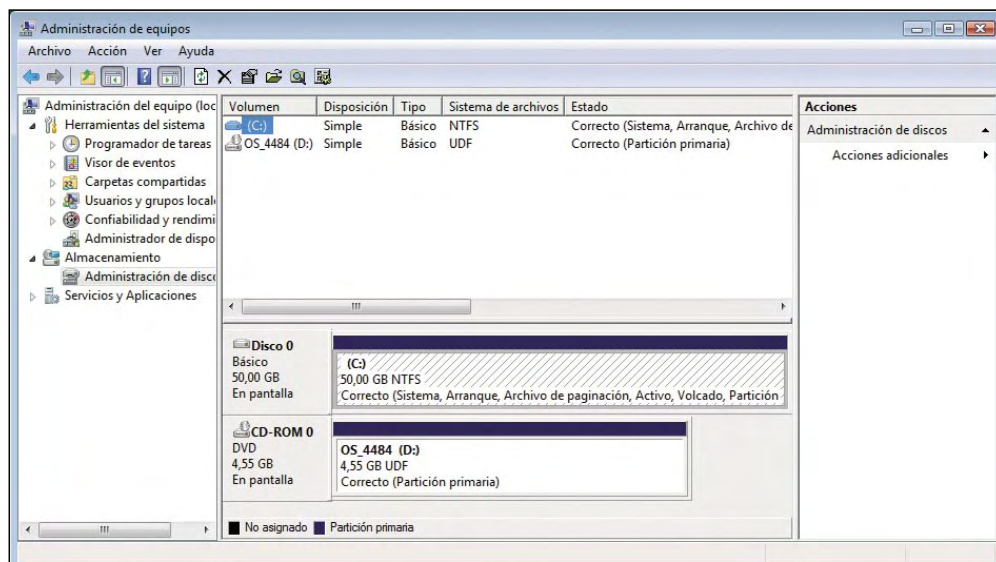 Administración de equipos
Archivo Acción Ver Ayuda
Administración del equipo (loc
Herramientas del sistema
Programador de tareas
Visor de eventos
Carpetas compartidas
Usuarios y grupos local
Confiabilidad y rendimi
Administrador de dispo
Almacenamiento
Administración de disco
Servicios y Aplicaciones
Volumen Disposición Tipo Sistema de archivos Estado
(C:) Simple Básico NTFS Correcto (Sistema, Arranque, Archivo de
OS_4484 (D:) Simple Básico UDF Correcto (Partición primaria)
Disco 0
Básico
50,00 GB
En pantalla
(C:)
50,00 GB NTFS
Correcto (Sistema, Arranque, Archivo de paginación, Activo, Volcado, Partición
CD-ROM 0
DVD
4,55 GB
En pantalla
OS_4484 (D:)
4,55 GB UDF
Correcto (Partición primaria)
No asignado Partición primaria
Acciones
Administración de discos
Acciones adicionales